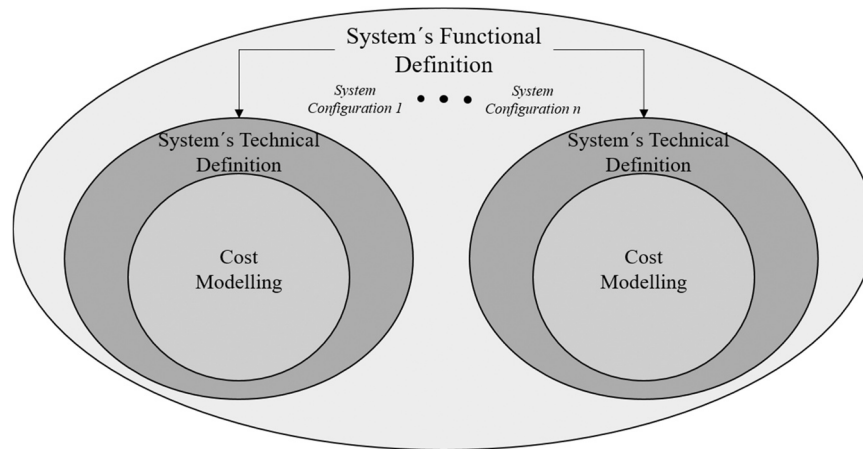 System´s Functional
Definition
System
Configuration 1
System
Configuration n
System´s Technical
Definition
Cost
Modelling
System´s Technical
Definition
Cost
Modelling